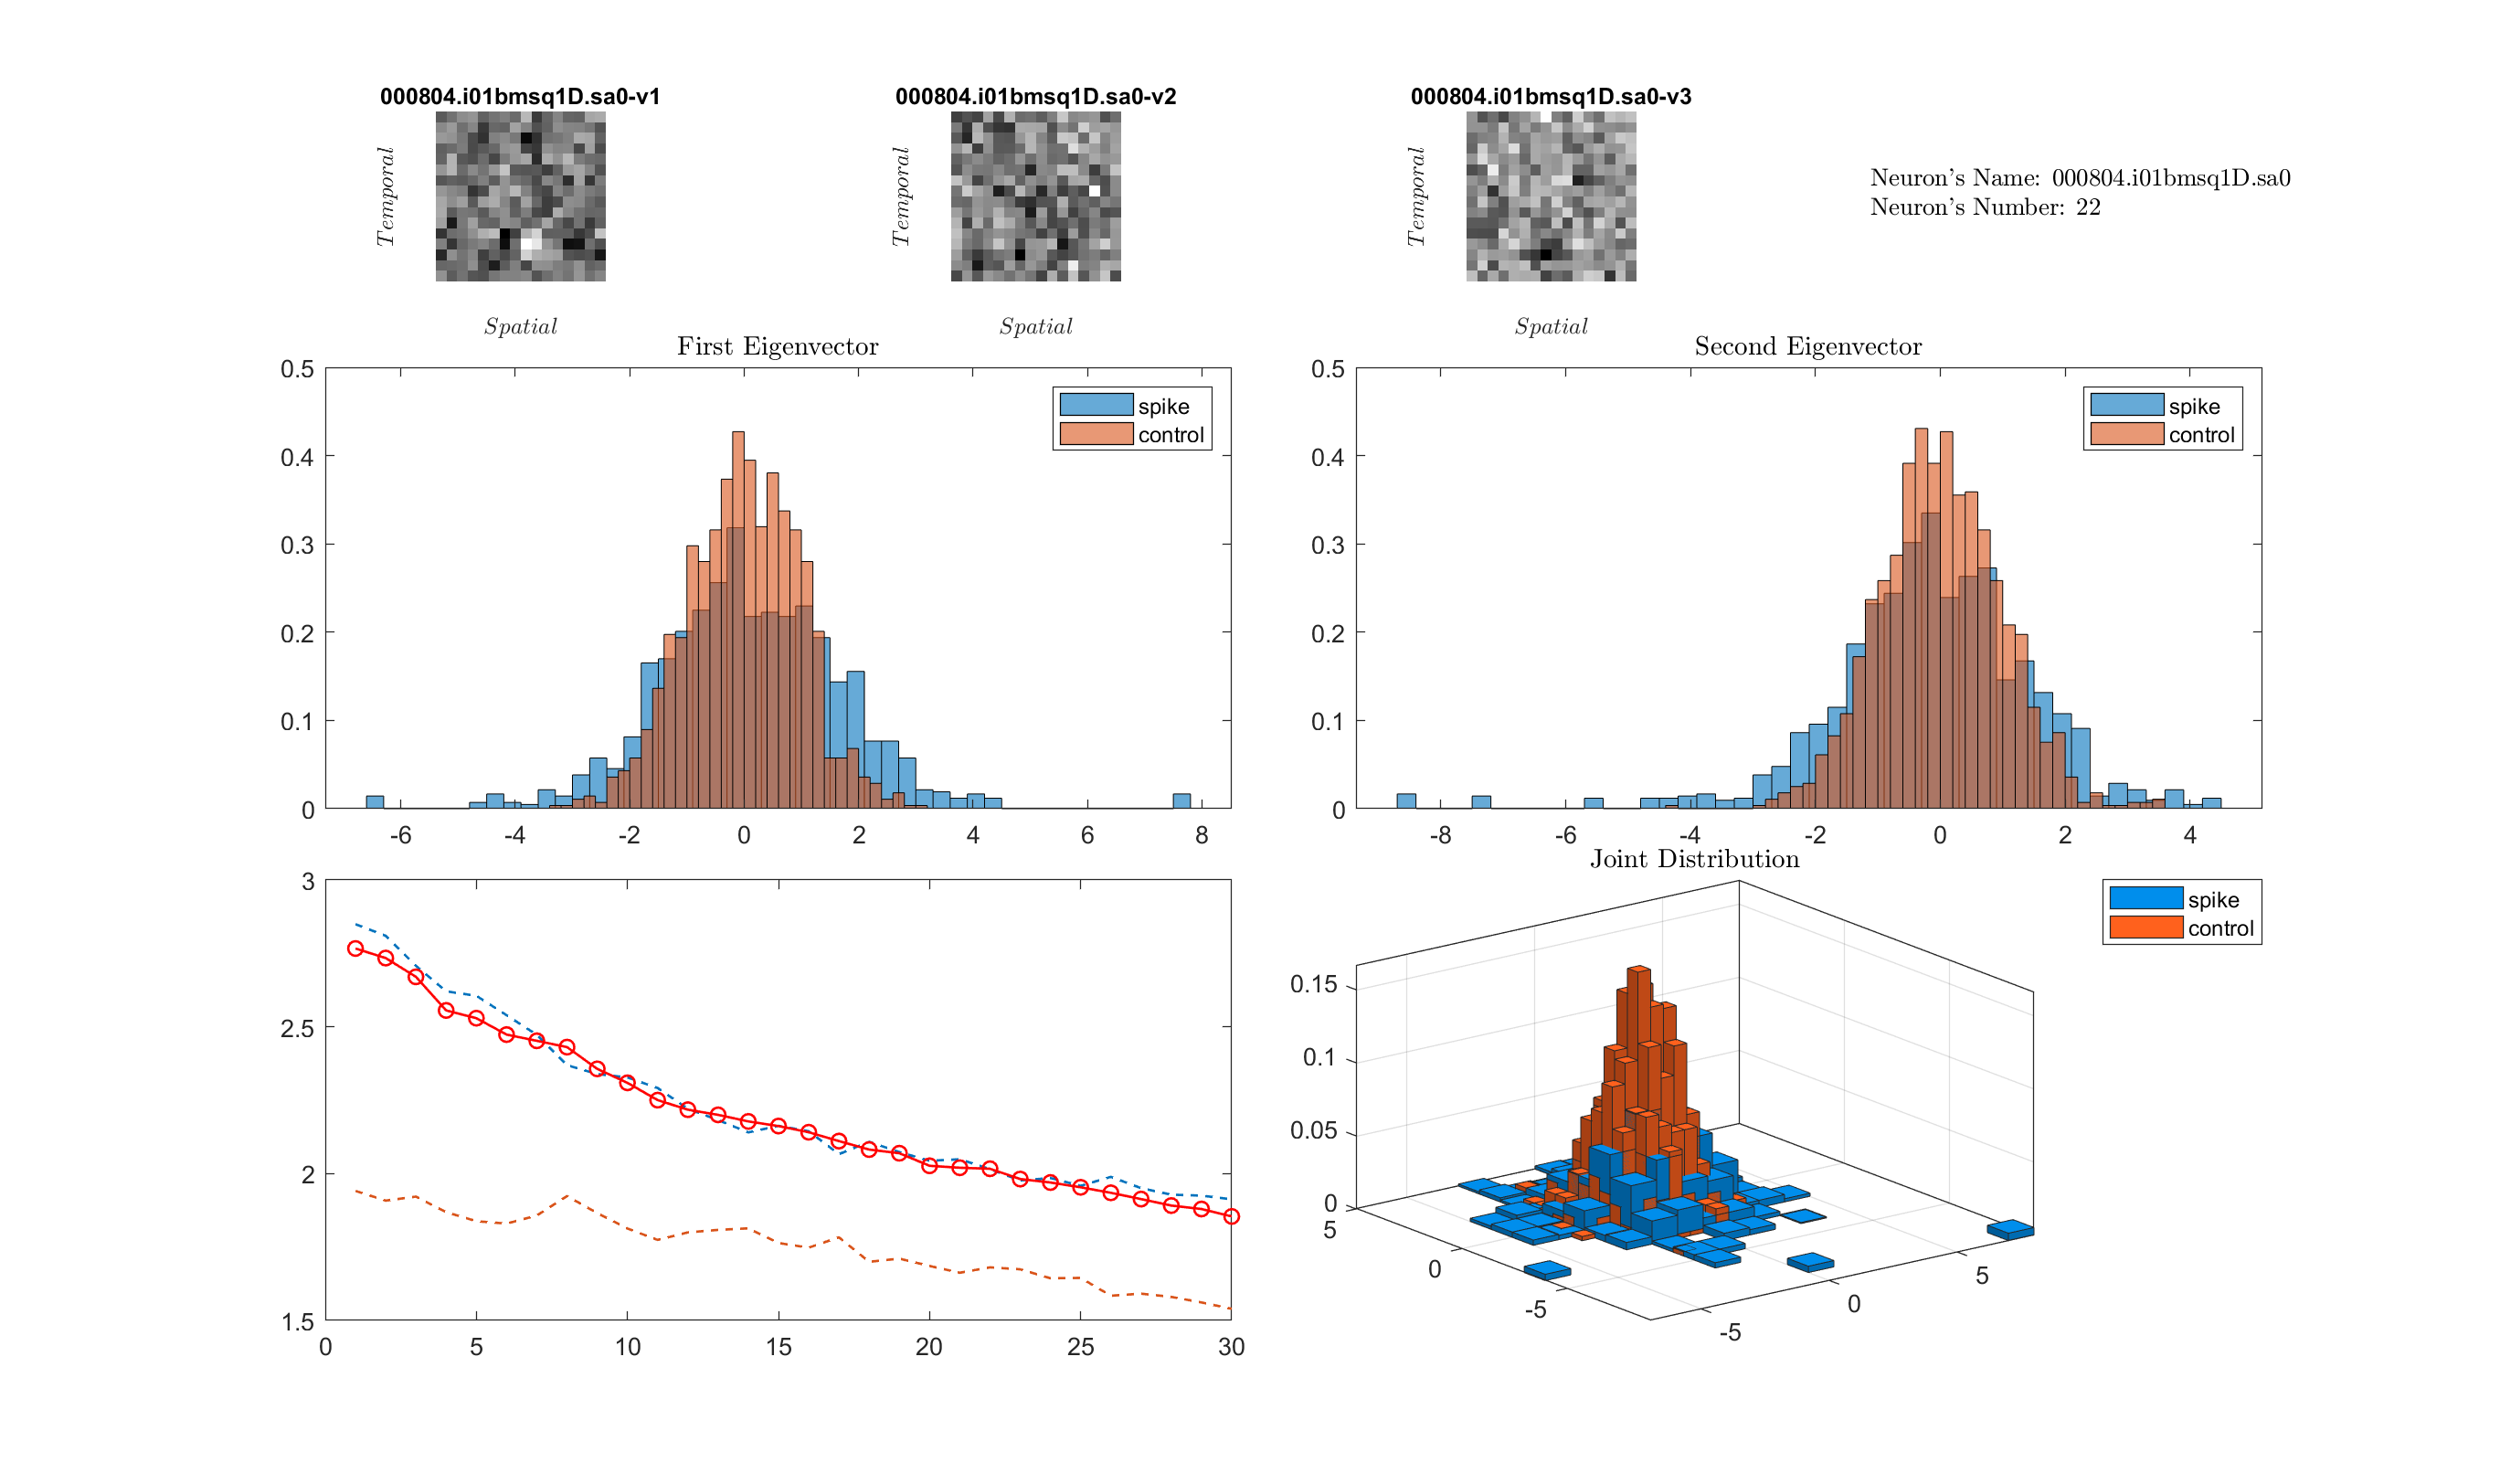 000804.i01bmsq1D.sa0-v1
000804.i01bmsq1D.sa0-v2
000804.i01bmsq1D.sa0-v3
Temporal
Temporal
Temporal
Neuron's Name: 000804.i01bmsq1D.sa0
Neuron's Number: 22
Spatial
Spatial
Spatial
First Eigenvector
0.5
0.4
0.3
0.2
0.1
0
spike
control
-6 -4 -2 0 2 4 6 8
Second Eigenvector
0.5
0.4
0.3
0.2
0.1
0
spike
control
-8 -6 -4 -2 0 2 4
3
2.5
2
1.5
0 5 10 15 20 25 30
Joint Distribution
spike
control
0.15
0.1
0.05
0
5
0
-5
-5
0
5